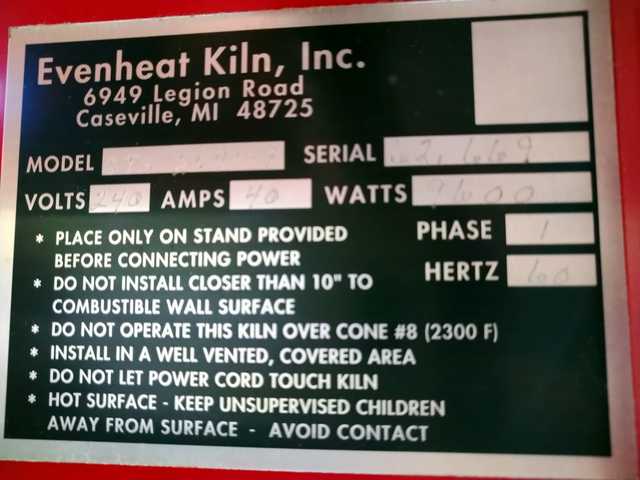 Evenheat Kiln, Inc.
6949 Legion Road
Caseville, MI 48725
MODEL SERIAL
VOLTS 240 AMPS 40 WATTS 9600
* PLACE ONLY ON STAND PROVIDED PHASE 1
BEFORE CONNECTING POWER
* DO NOT INSTALL CLOSER THAN 10" TO HERTZ 60
COMBUSTIBLE WALL SURFACE
* DO NOT OPERATE THIS KILN OVER CONE #8 (2300 F)
* INSTALL IN A WELL VENTED, COVERED AREA
* DO NOT LET POWER CORD TOUCH KILN
* HOT SURFACE - KEEP UNSUPERVISED CHILDREN
AWAY FROM SURFACE - AVOID CONTACT